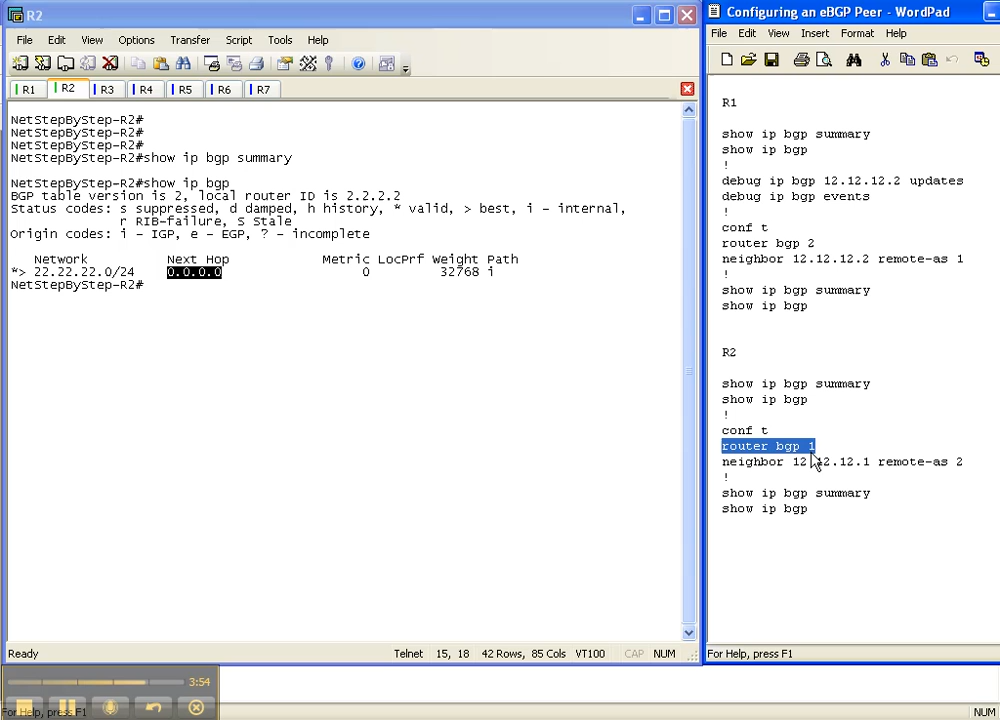 R2
File Edit View Options Transfer Script Tools Help
R1 R2 R3 R4 R5 R6 R7
NetStepByStep-R2#
NetStepByStep-R2#
NetStepByStep-R2#
NetStepByStep-R2#show ip bgp summary
NetStepByStep-R2#show ip bgp
BGP table version is 2, local router ID is 2.2.2.2
Status codes: s suppressed, d damped, h history, * valid, > best, i - internal,
r RIB-failure, S Stale
Origin codes: i - IGP, e - EGP, ? - incomplete
Network Next Hop Metric LocPrf Weight Path
*> 22.22.22.0/24 0.0.0.0 0 32768 i
NetStepByStep-R2#
Ready Telnet 15, 18 42 Rows, 85 Cols VT100 CAP NUM
3:54
For Help, press F1
NUM
Configuring an eBGP Peer - WordPad
File Edit View Insert Format Help
R1
show ip bgp summary
show ip bgp
!
debug ip bgp 12.12.12.2 updates
debug ip bgp events
!
conf t
router bgp 2
neighbor 12.12.12.2 remote-as 1
!
show ip bgp summary
show ip bgp
R2
show ip bgp summary
show ip bgp
!
conf t
router bgp 1
neighbor 12.12.12.1 remote-as 2
!
show ip bgp summary
show ip bgp
For Help, press F1